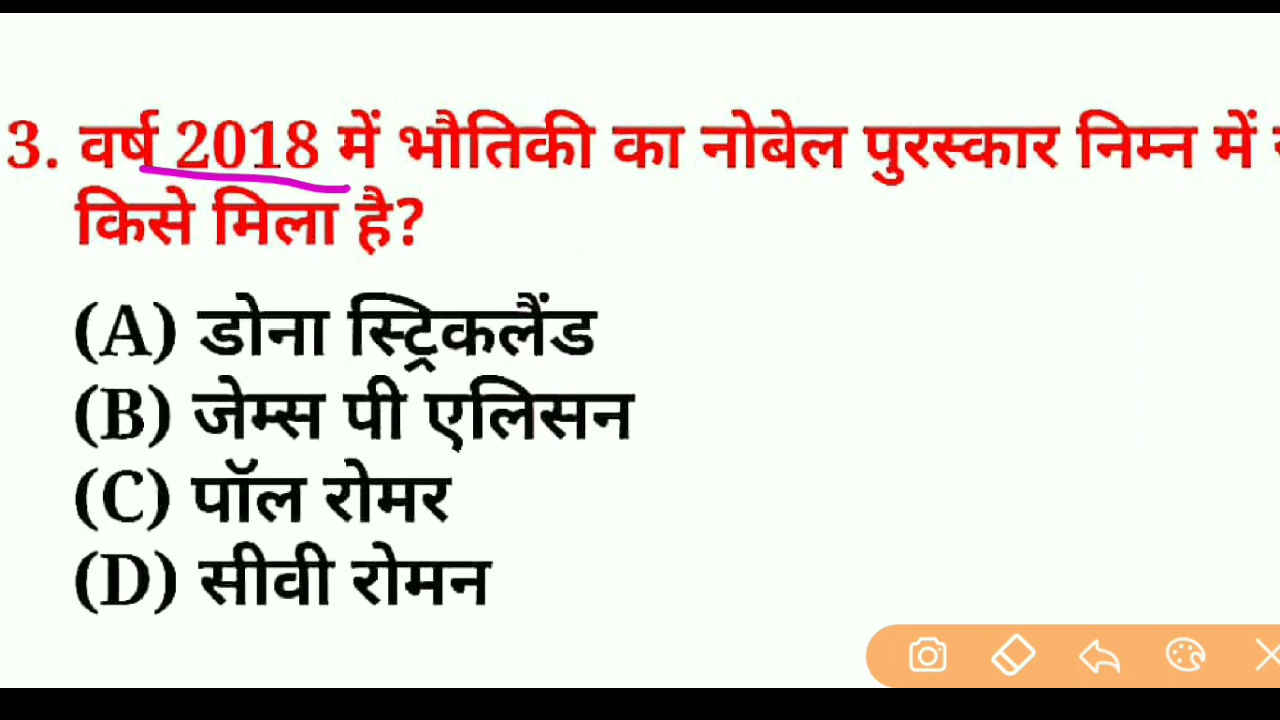 3. वर्ष 2018 में भौतिकी का नोबेल पुरस्कार निम्न में
किसे मिला है?
(A) डोना स्ट्रिकलैंड
(B) जेम्स पी एलिसन
(C) पॉल रोमर
(D) सीवी रोमन